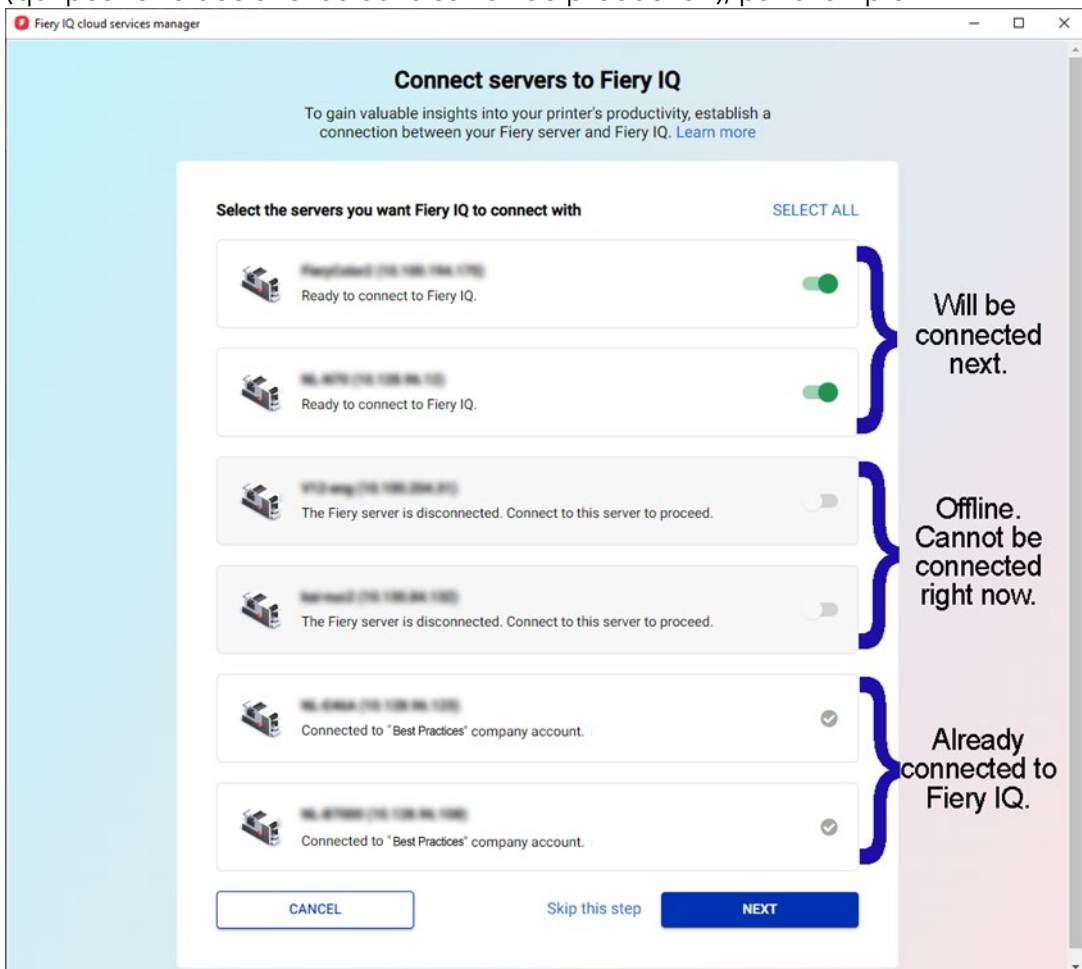 Fiery IQ cloud services manager
Connect servers to Fiery IQ
To gain valuable insights into your printer's productivity, establish a
connection between your Fiery server and Fiery IQ. Learn more
Select the servers you want Fiery IQ to connect with
SELECT ALL
Ready to connect to Fiery IQ.
Ready to connect to Fiery IQ.
Will be
connected
next.
The Fiery server is disconnected. Connect to this server to proceed.
The Fiery server is disconnected. Connect to this server to proceed.
Offline.
Cannot be
connected
right now.
Connected to "Best Practices" company account.
Connected to "Best Practices" company account.
Already
connected to
Fiery IQ.
CANCEL
Skip this step
NEXT